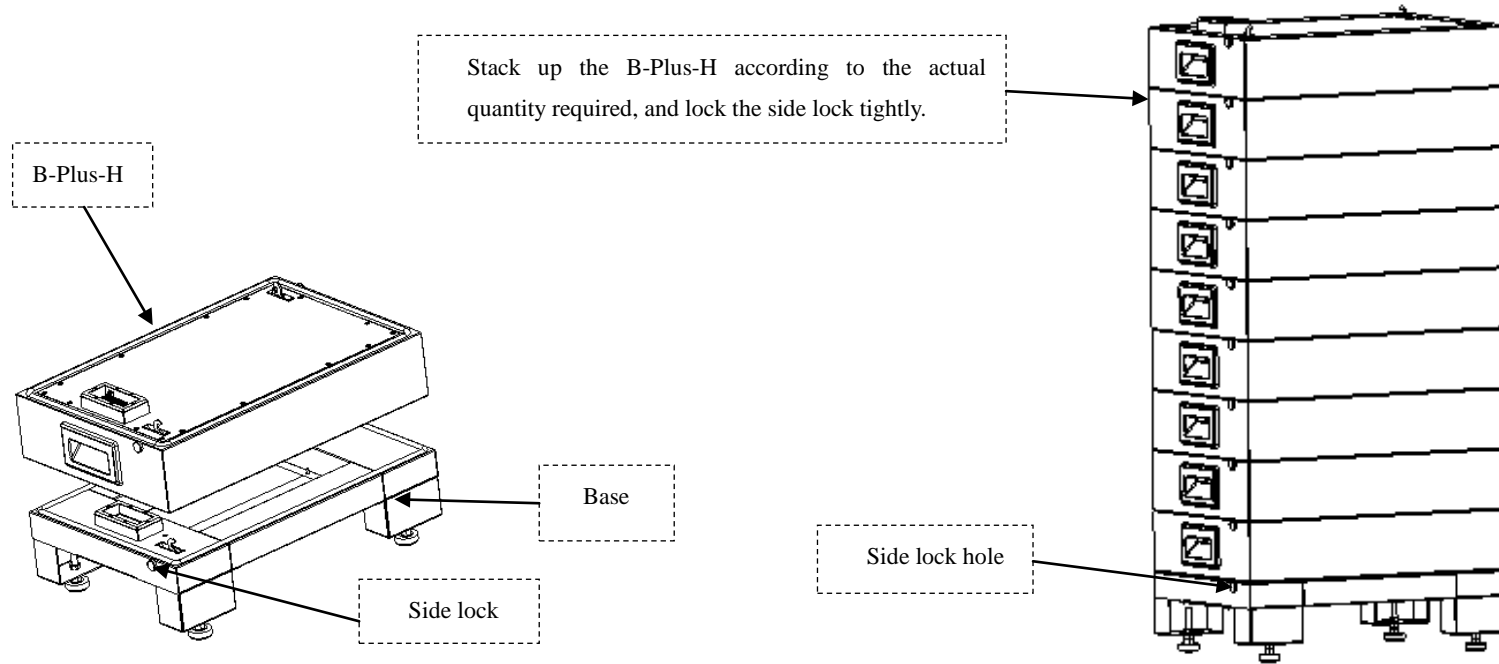 Stack up the B-Plus-H according to the actual
quantity required, and lock the side lock tightly.
B-Plus-H
Base
Side lock hole
Side lock